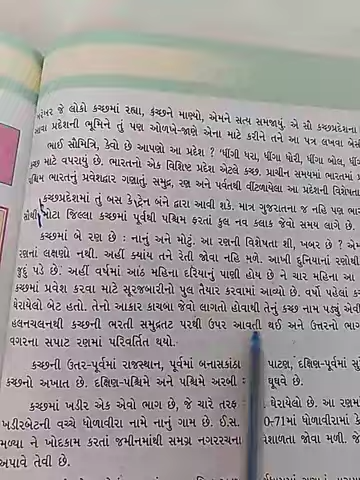 જે લોકો કચ્છમાં રહ્યા, કચ્છને માણ્યો, એમને સત્ય સમજાયું. એ સૌ કચ્છપ્રદેશના
આવા પ્રદેશની ભૂમિને તું પણ ઓળખે-જાણે એના માટે કરીને તને આ પત્ર લખવા બેસી
ભાઈ સૌમિત્રિ, કેવો છે આપણો આ પ્રદેશ ? 'ધીંગી ધરા, ધીંગા ધોરી, ધીંગા બોલ, ધીંગ
કચ્છ માટે વપરાયું છે. ભારતનો એક વિશિષ્ટ પ્રદેશ એટલે કચ્છ. પ્રાચીન સમયમાં ભારતમાં પ્ર
પશ્ચિમ ભારતનું પ્રવેશદ્વાર ગણાતું. સમુદ્ર, રણ અને પર્વતથી વીંટળાયેલા આ પ્રદેશની વિશેષતા
કચ્છપ્રદેશમાં તું બસ કે ટ્રેન બંને દ્વારા આવી શકે. માત્ર ગુજરાતના જ નહિ પણ ભાર
સૌથી મોટા જિલ્લા કચ્છમાં પૂર્વથી પશ્ચિમ ફરતાં કુલ નવ કલાક જેવો સમય લાગે છે.
કચ્છમાં બે રણ છે : નાનું અને મોટું. આ રણની વિશેષતા શી, ખબર છે ?
રણનાં લક્ષણો નથી. અહીં ક્યાંય તને રેતી જોવા નહિ મળે. આખી દુનિયાનાં રણોથી
જુદું પડે છે. અહીં વર્ષમાં આઠ મહિના દરિયાનું પાણી હોય છે ને ચાર મહિના આ
કચ્છમાં પ્રવેશ કરવા માટે સૂરજબારીનો પુલ તૈયાર કરવામાં આવ્યો છે. વર્ષો પહેલાં ક
ઘેરાયેલો બેટ હતો. તેનો આકાર કાચબા જેવો લાગતો હોવાથી તેનું કચ્છ નામ પડ્યું એવી
હલનચલનથી કચ્છની ભરતી સમુદ્રતટ પરથી ઉપર આવતી થઈ અને ઉત્તરનો ભાગ
વગરના સપાટ રણમાં પરિવર્તિત થયો.
કચ્છની ઉત્તર-પૂર્વમાં રાજસ્થાન, પૂર્વમાં બનાસકાંઠા પાટણ, દક્ષિણ-પૂર્વમાં
કચ્છનો અખાત છે. દક્ષિણ-પશ્ચિમે અને પશ્ચિમે અરબી ઘૂઘવે છે.
કચ્છમાં ખડીર એક એવો ભાગ છે, જે ચારે તરફ ઘેરાયેલો છે. આ રણમાં
ખડીરબેટની વચ્ચે ધોળાવીરા નામે નાનું ગામ છે. ઈ.સ. 0-71માં ધોળાવીરામાં
મળ્યા ને ખોદકામ કરતાં જમીનમાંથી સમગ્ર નગરરચના જોવા મળી. જે
અપાવે તેવી છે.